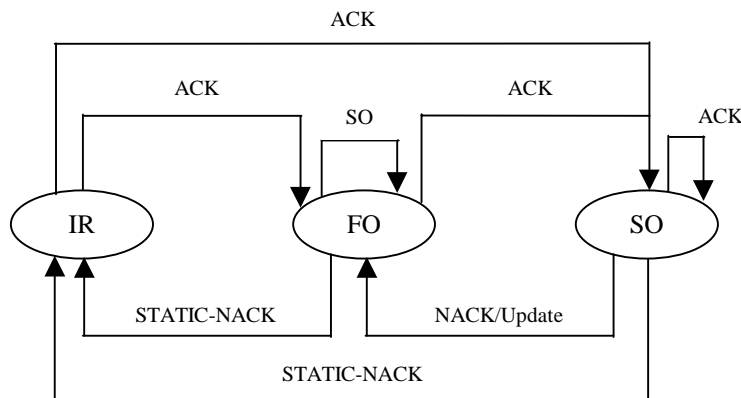 ACK
ACK
ACK
SO
ACK
IR
FO
SO
STATIC-NACK
NACK/Update
STATIC-NACK